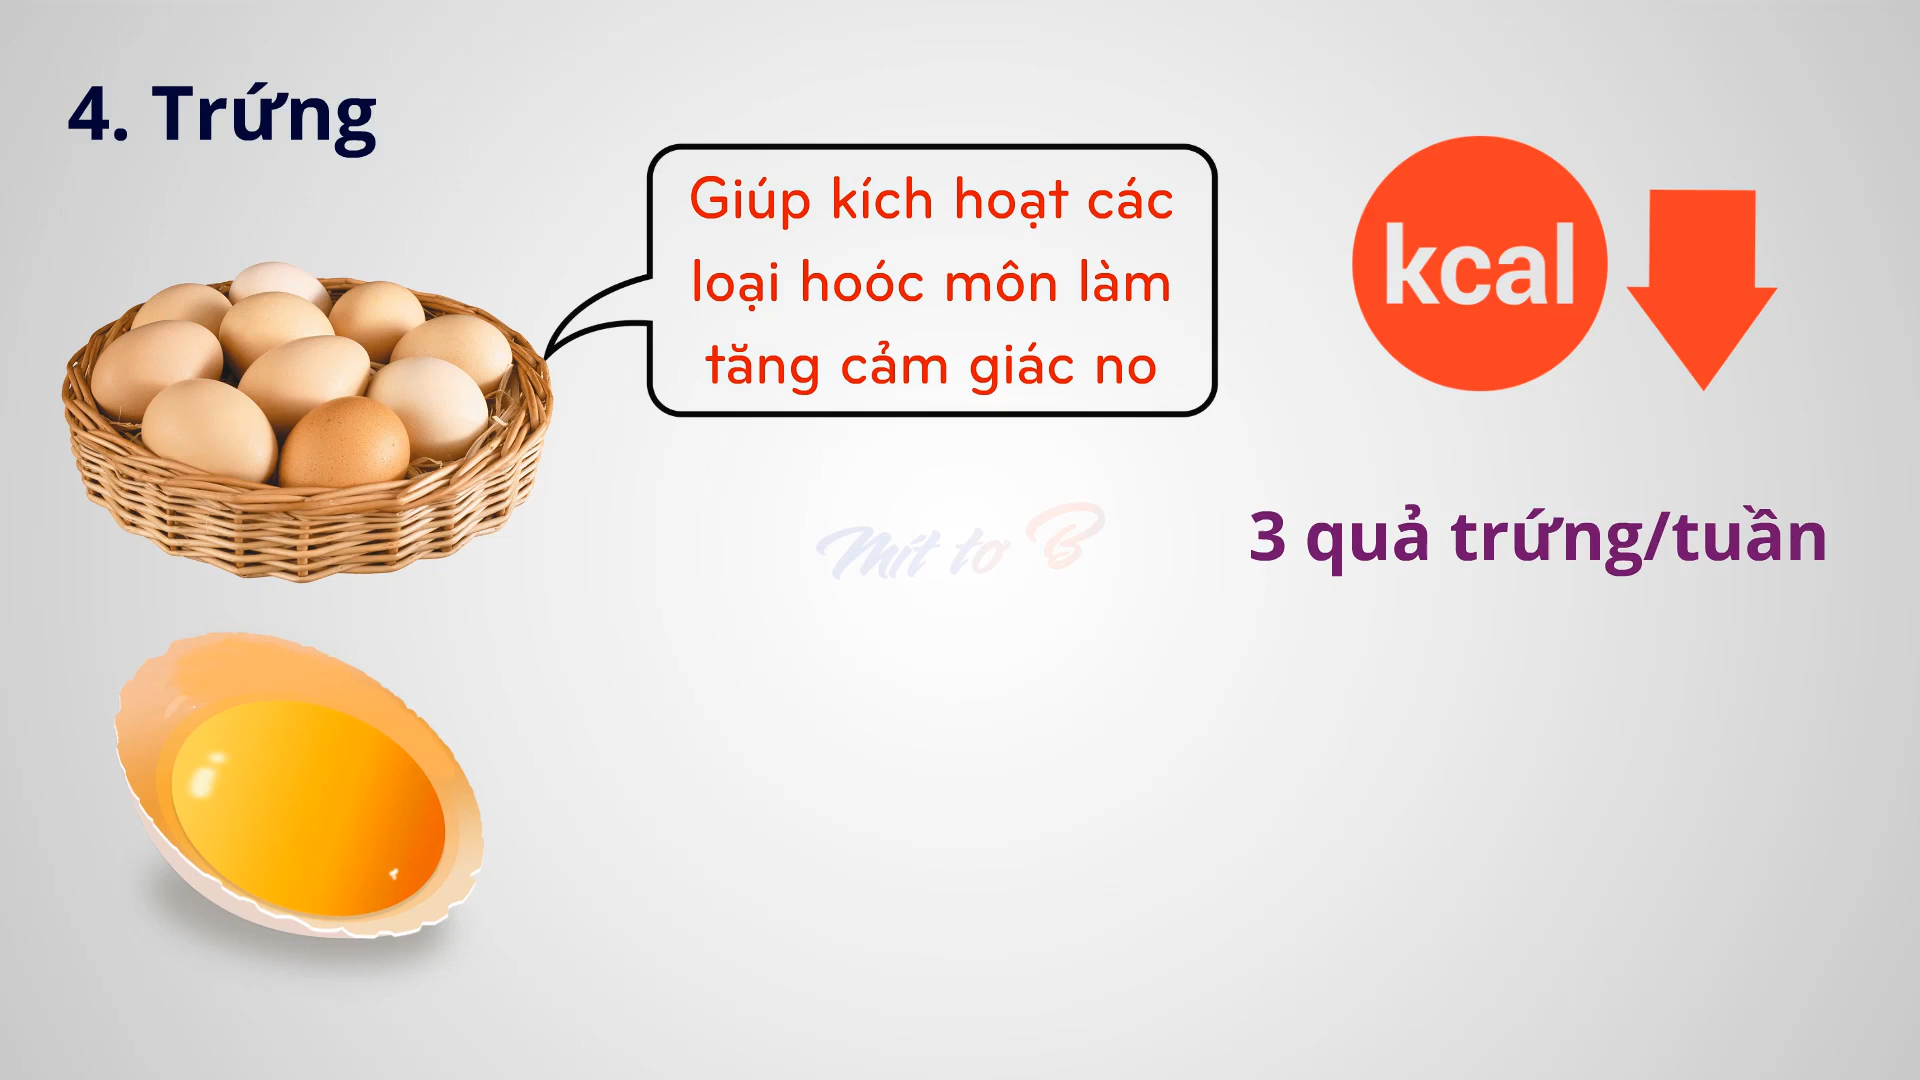 4. Trứng
Giúp kích hoạt các
loại hoóc môn làm
tăng cảm giác no
kcal
Mít tơ B
3 quả trứng/tuần